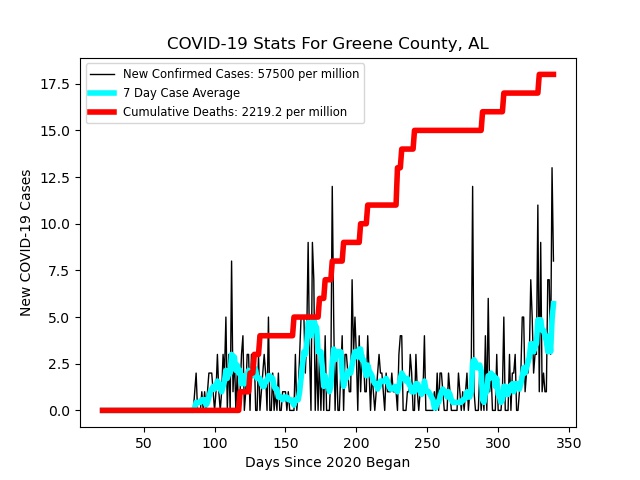 COVID-19 Stats For Greene County, AL
New Confirmed Cases: 57500 per million
7 Day Case Average
Cumulative Deaths: 2219.2 per million
New COVID-19 Cases
17.5
15.0
12.5
10.0
7.5
5.0
2.5
0.0
50 100 150 200 250 300 350
Days Since 2020 Began